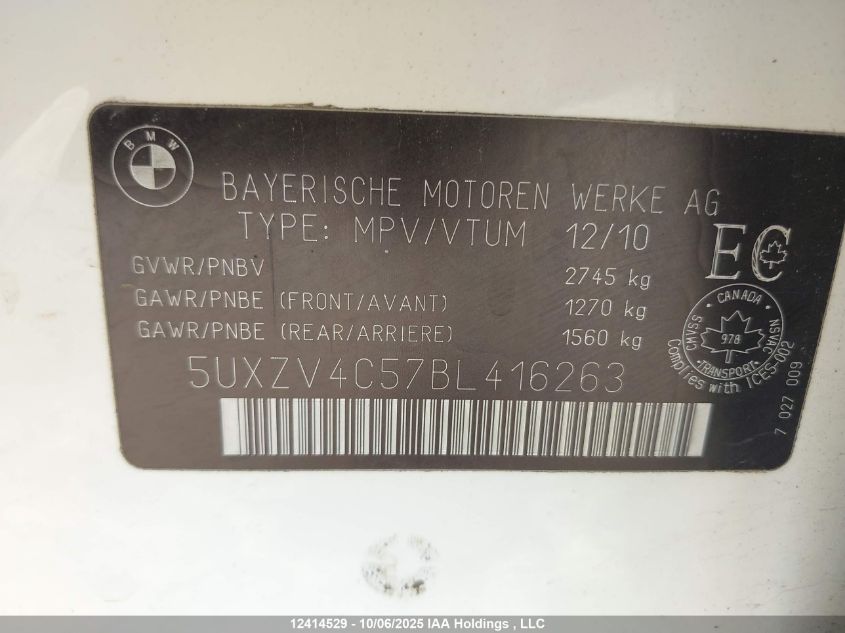 BMW
BAYERISCHE MOTOREN WERKE AG
TYPE: MPV/VTUM 12/10
EC
GVWR/PNBV 2745 kg
GAWR/PNBE (FRONT/AVANT) 1270 kg
GAWR/PNBE (REAR/ARRIERE) 1560 kg
5UXZV4C57BL416263
CANADA
CMVSS NSVAC
978
TRANSPORT
Complies with ICES-002
7 027 009
12414529 - 10/06/2025 IAA Holdings , LLC